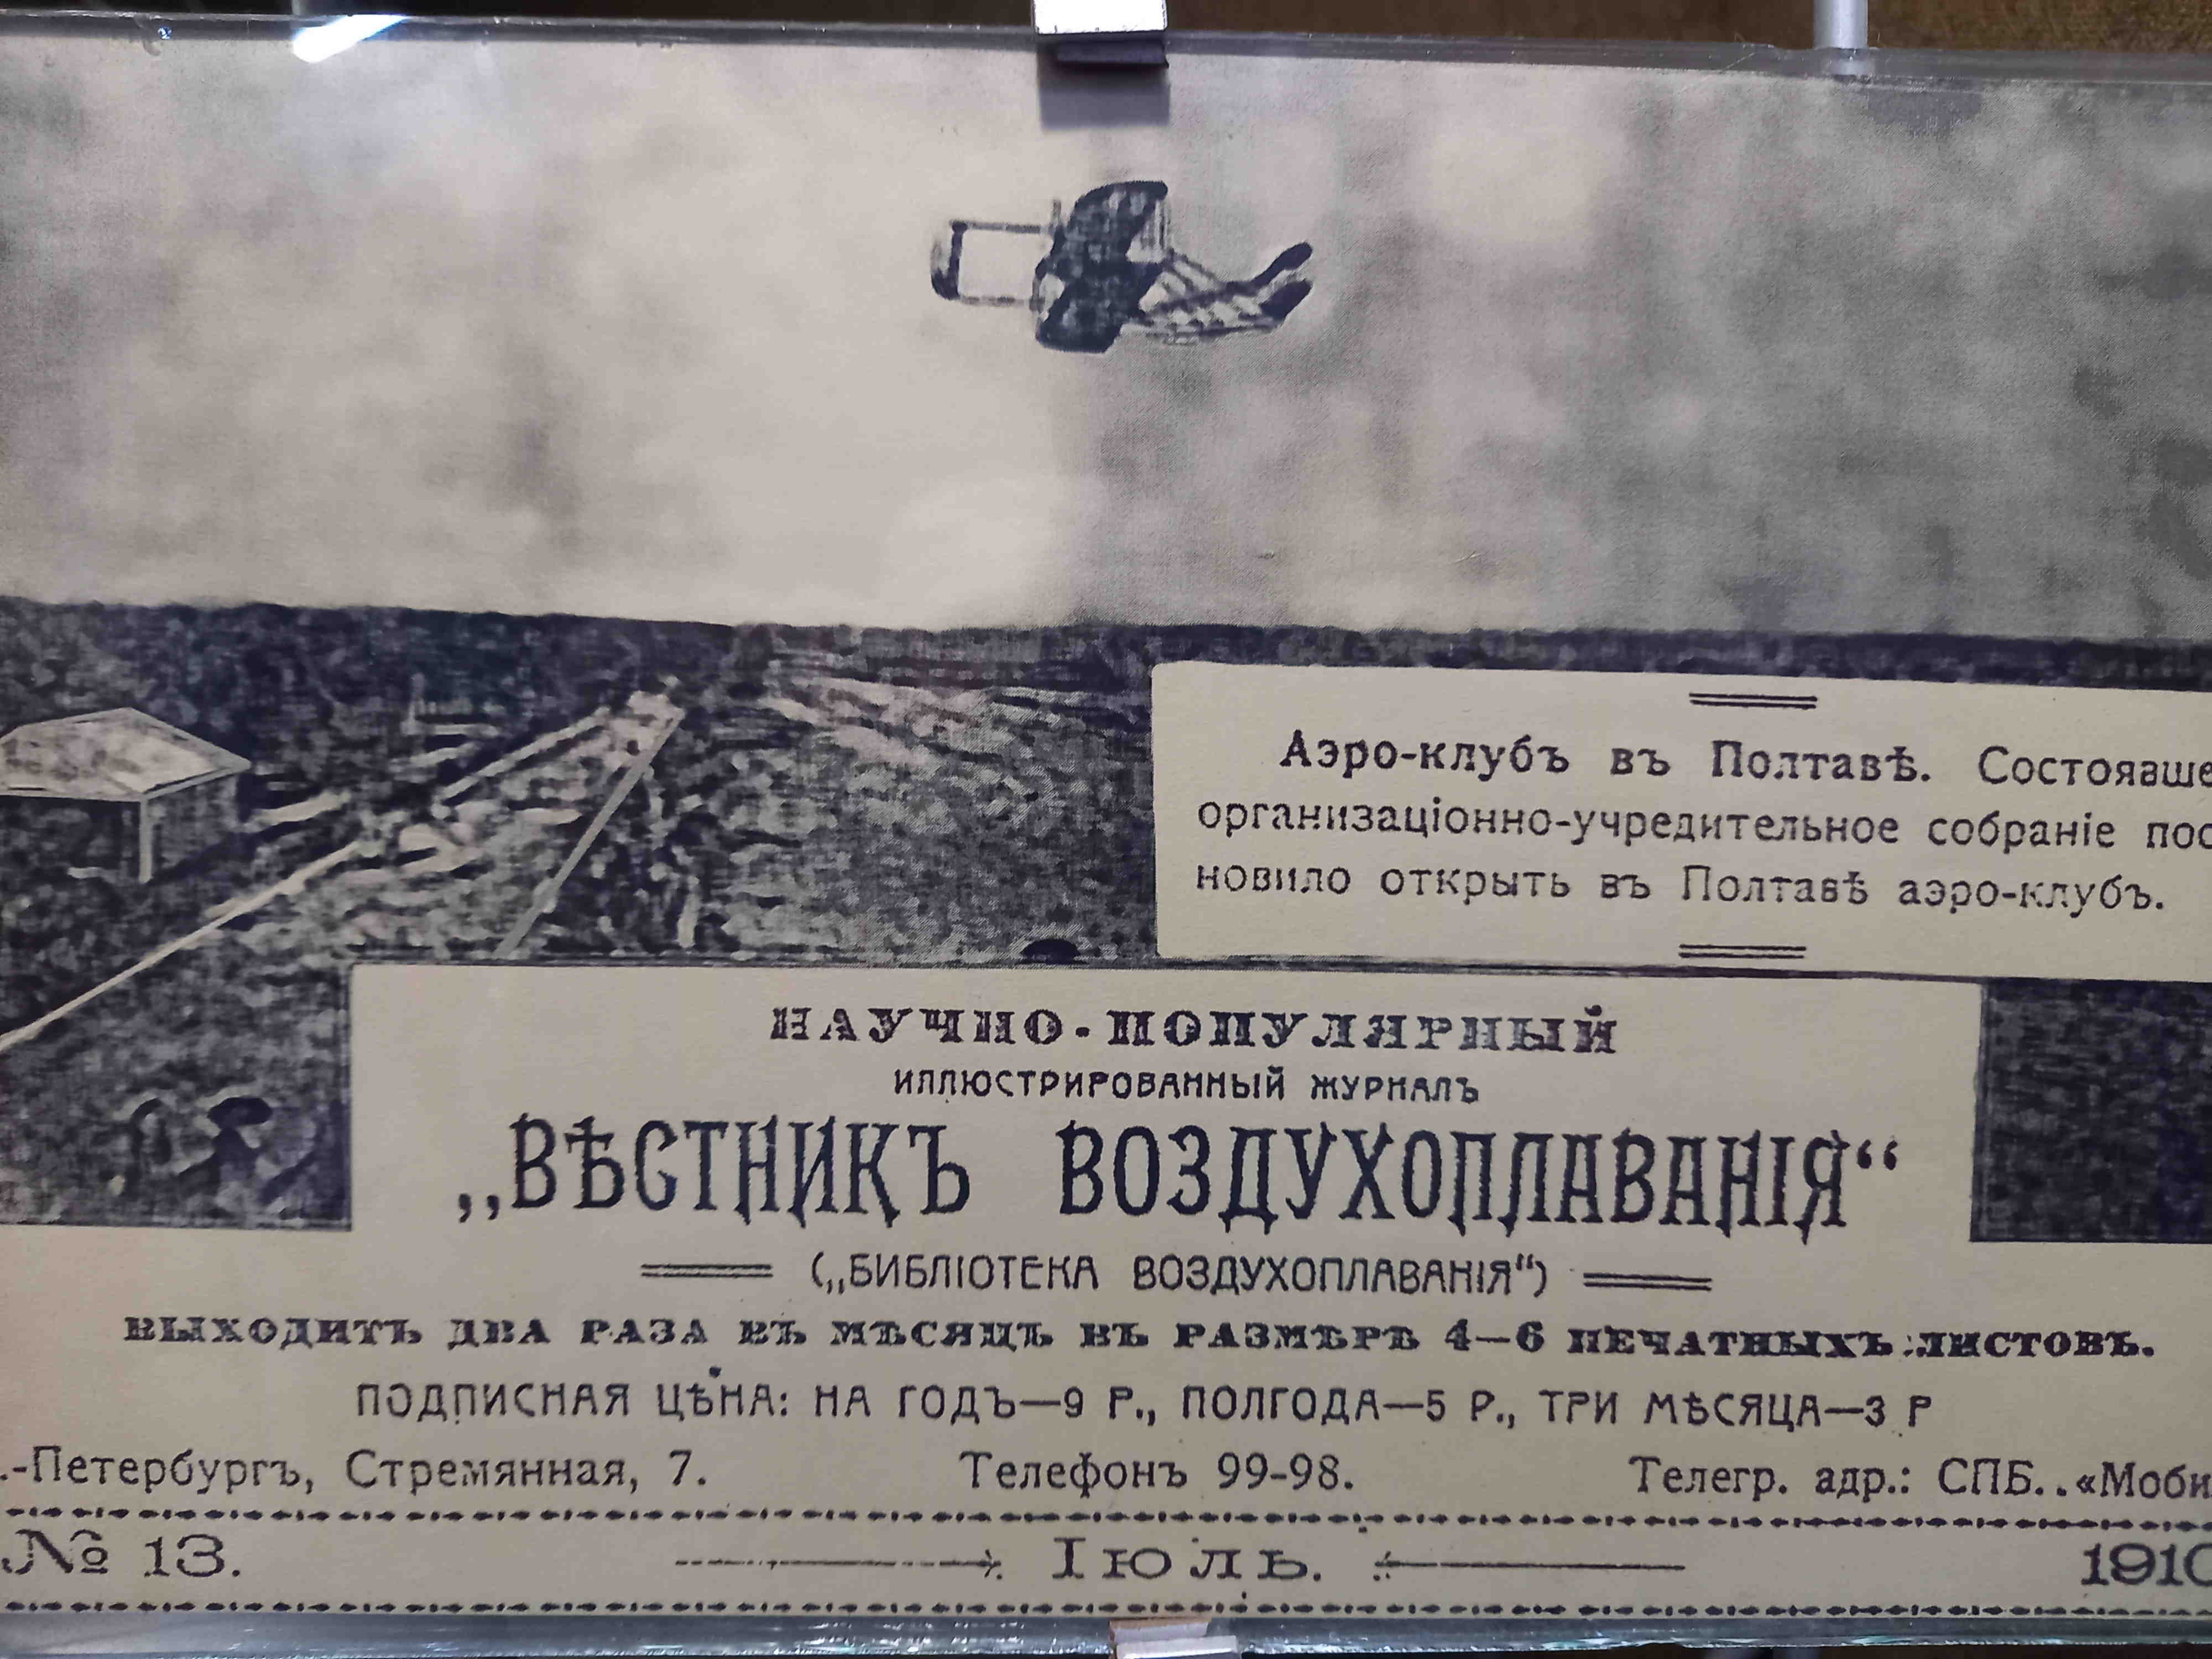 Аэро-клубъ въ Полтавѣ. Состоявше
организаціонно-учредительное собраніе пос
новило открыть въ Полтавѣ аэро-клубъ.
НАУЧНО-ПОПУЛЯРНЫЙ
ИЛЛЮСТРИРОВАННЫЙ ЖУРНАЛЪ
„ВѢСТНИКЪ ВОЗДУХОПЛАВАНІЯ“
(„БИБЛІОТЕКА ВОЗДУХОПЛАВАНІЯ“)
ВЫХОДИТЪ ДВА РАЗА ВЪ МѢСЯЦЪ ВЪ РАЗМѢРѢ 4—6 ПЕЧАТНЫХЪ ЛИСТОВЪ.
ПОДПИСНАЯ ЦѢНА: НА ГОДЪ—9 Р., ПОЛГОДА—5 Р., ТРИ МѢСЯЦА—3 Р
.-Петербургъ, Стремянная, 7. Телефонъ 99-98. Телегр. адр.: СПБ. «Моби
№ 13. Іюль. 1910